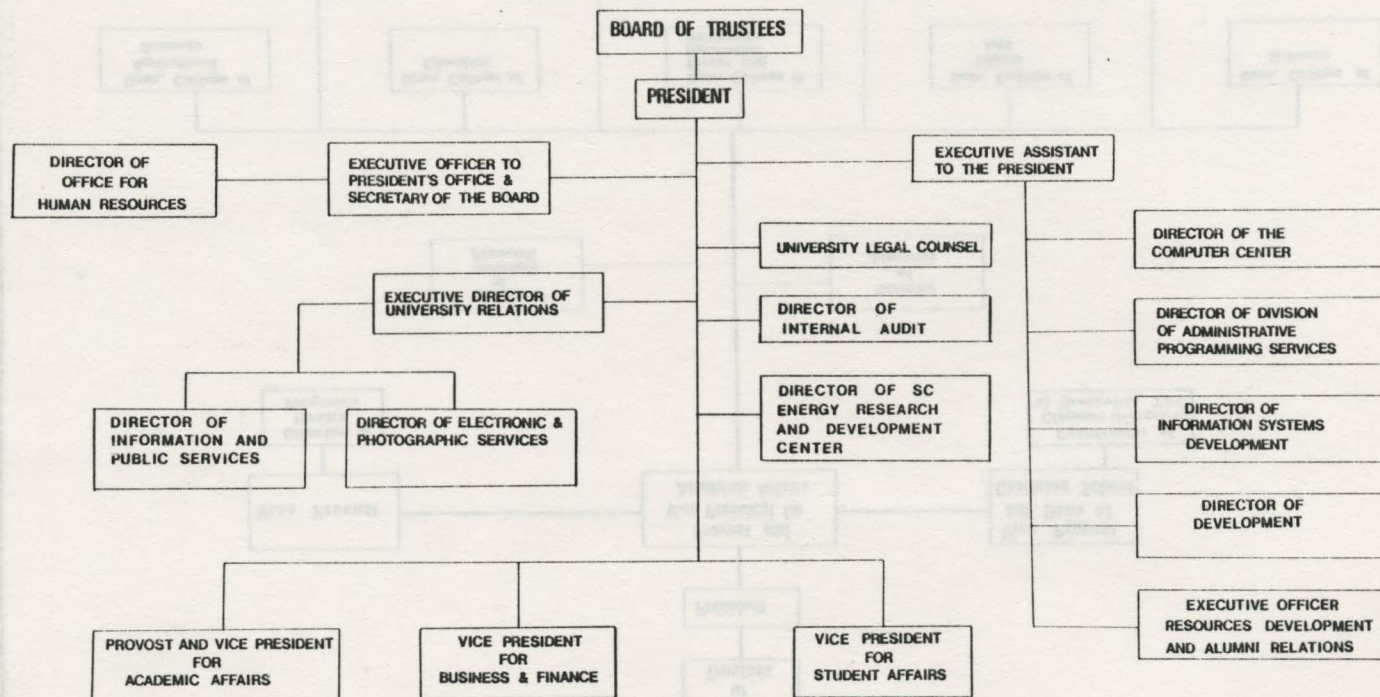 BOARD OF TRUSTEES
PRESIDENT
DIRECTOR OF
OFFICE FOR
HUMAN RESOURCES
EXECUTIVE OFFICER TO
PRESIDENT'S OFFICE &
SECRETARY OF THE BOARD
EXECUTIVE ASSISTANT
TO THE PRESIDENT
UNIVERSITY LEGAL COUNSEL
DIRECTOR OF THE
COMPUTER CENTER
EXECUTIVE DIRECTOR OF
UNIVERSITY RELATIONS
DIRECTOR OF
INTERNAL AUDIT
DIRECTOR OF DIVISION
OF ADMINISTRATIVE
PROGRAMMING SERVICES
DIRECTOR OF
INFORMATION AND
PUBLIC SERVICES
DIRECTOR OF ELECTRONIC &
PHOTOGRAPHIC SERVICES
DIRECTOR OF SC
ENERGY RESEARCH
AND DEVELOPMENT
CENTER
DIRECTOR OF
INFORMATION SYSTEMS
DEVELOPMENT
DIRECTOR OF
DEVELOPMENT
EXECUTIVE OFFICER
RESOURCES DEVELOPMENT
AND ALUMNI RELATIONS
PROVOST AND VICE PRESIDENT
FOR
ACADEMIC AFFAIRS
VICE PRESIDENT
FOR
BUSINESS & FINANCE
VICE PRESIDENT
FOR
STUDENT AFFAIRS